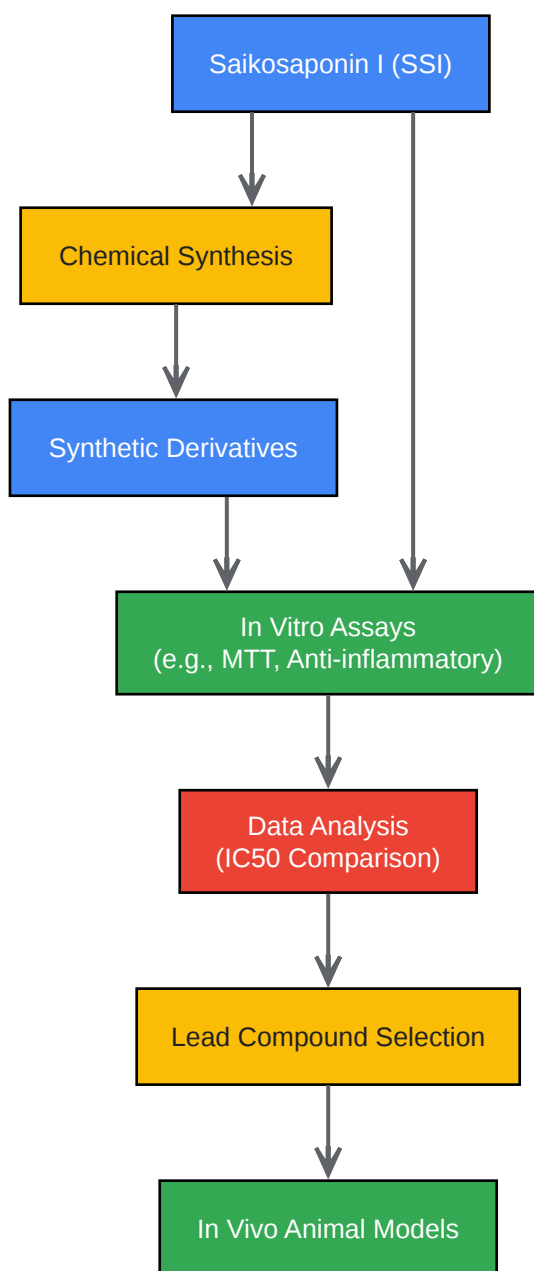 Saikosaponin I (SSI)
Chemical Synthesis
Synthetic Derivatives
In Vitro Assays
(e.g., MTT, Anti-inflammatory)
Data Analysis
(IC50 Comparison)
Lead Compound Selection
In Vivo Animal Models